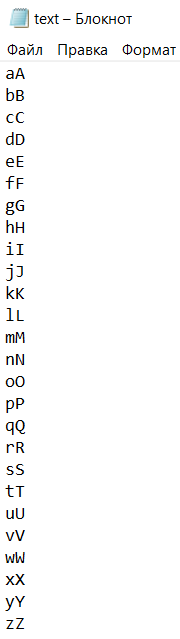 text – Блокнот
Файл Правка Формат
aA
bB
cC
dD
eE
fF
gG
hH
iI
jJ
kK
lL
mM
nN
oO
pP
qQ
rR
sS
tT
uU
vV
wW
xX
yY
zZ